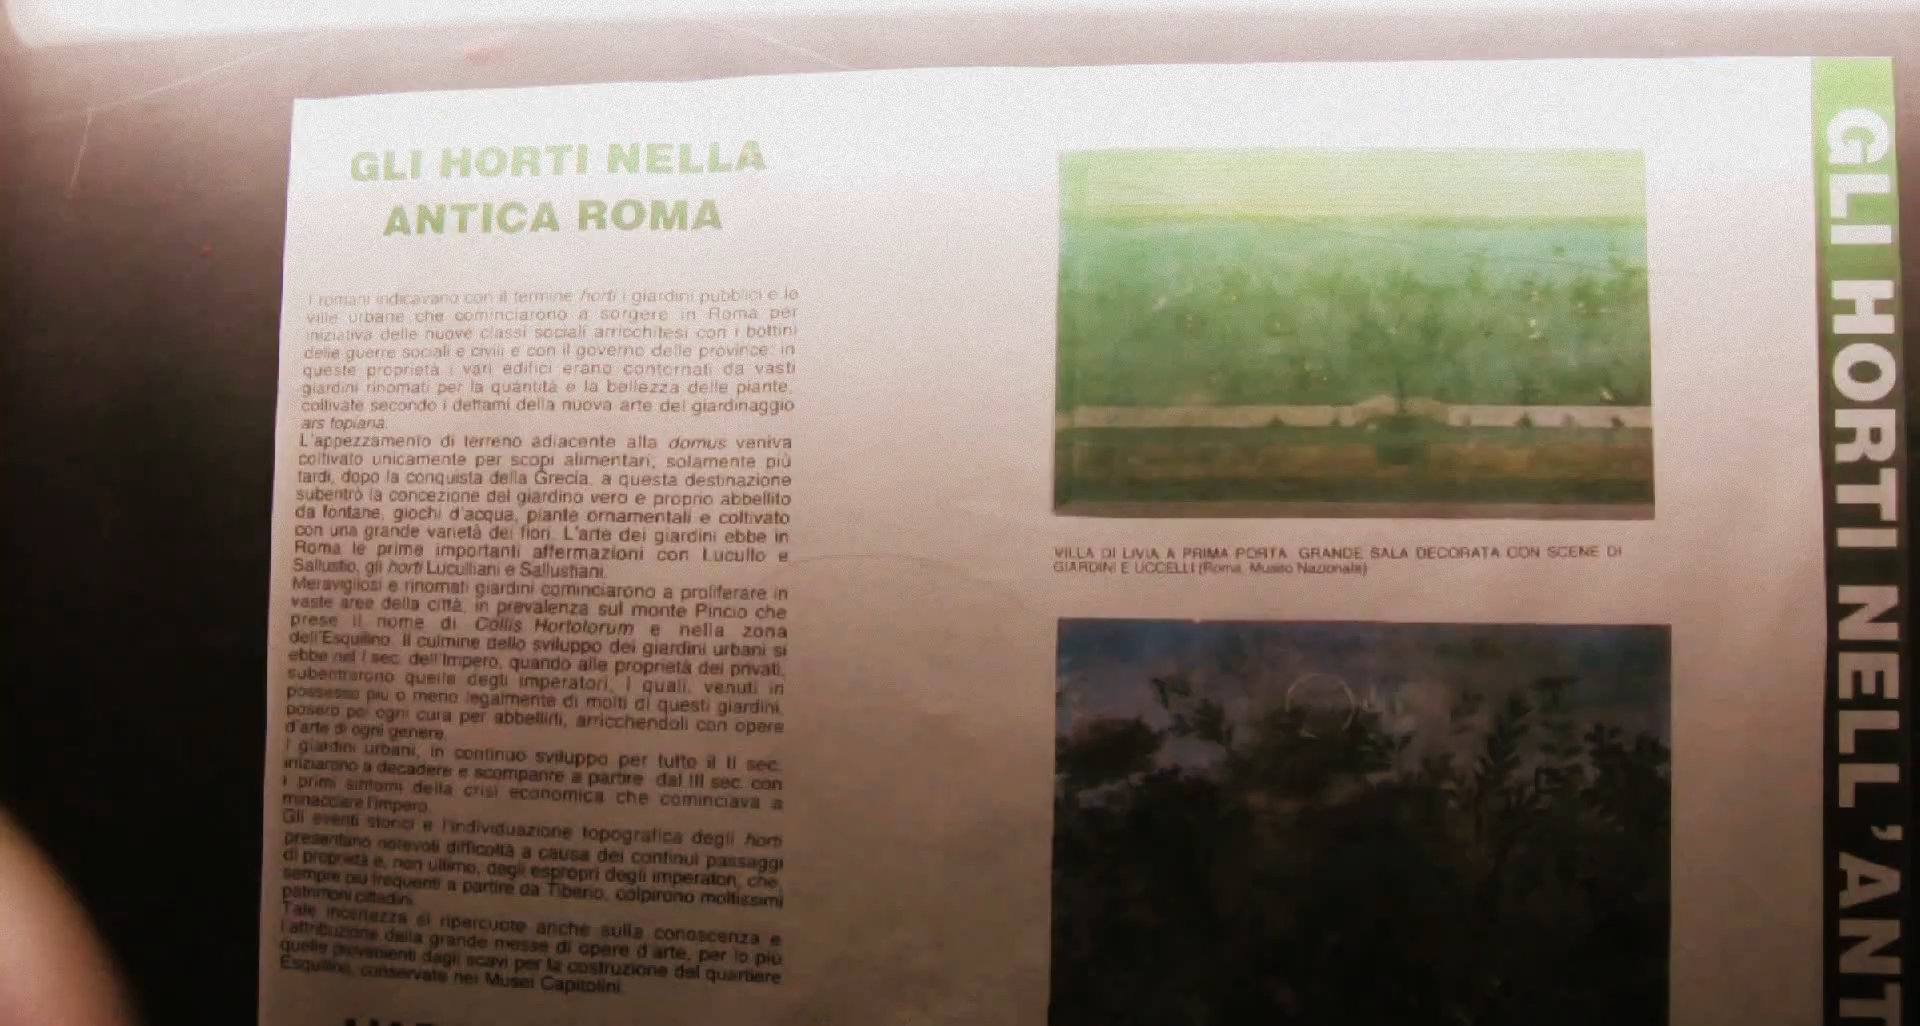 GLI HORTI NELLA
ANTICA ROMA
I romani indicavano con il termine horti i giardini pubblici e le
ville urbane che cominciarono a sorgere in Roma per
iniziativa delle nuove classi sociali arricchitesi con i bottini
delle guerre sociali e civili e con il governo delle province: in
queste proprietà i vari edifici erano contornati da vasti
giardini rinomati per la quantità e la bellezza delle piante,
coltivate secondo i dettami della nuova arte del giardinaggio
ars topiaria.
L'appezzamento di terreno adiacente alla domus veniva
coltivato unicamente per scopi alimentari; solamente più
tardi, dopo la conquista della Grecia, a questa destinazione
subentrò la concezione del giardino vero e proprio abbellito
da fontane, giochi d'acqua, piante ornamentali e coltivato
con una grande varietà dei fiori. L'arte dei giardini ebbe in
Roma le prime importanti affermazioni con Lucullo e
Sallustio, gli horti Luculliani e Sallustiani.
Meravigliosi e rinomati giardini cominciarono a proliferare in
vaste aree della città, in prevalenza sul monte Pincio che
prese il nome di Collis Hortolorum e nella zona
dell'Esquilino. Il culmine dello sviluppo dei giardini urbani si
ebbe nel I sec. dell'Impero, quando alle proprietà dei privati,
subentrarono quelle degli imperatori, i quali, venuti in
possesso più o meno legalmente di molti di questi giardini,
posero poi ogni cura per abbellirli, arricchendoli con opere
d'arte di ogni genere.
I giardini urbani, in continuo sviluppo per tutto il II sec.
iniziarono a decadere e scomparire a partire dal III sec. con
i primi sintomi della crisi economica che cominciava a
minacciare l'impero.
Gli eventi storici e l'individuazione topografica degli horti
presentano notevoli difficoltà a causa dei continui passaggi
di proprietà e, non ultimo, degli espropri degli imperatori, che,
sempre più frequenti a partire da Tiberio, colpirono moltissimi
patrimoni cittadini.
Tale incertezza si ripercuote anche sulla conoscenza e
l'attribuzione della grande messe di opere d'arte, per lo più
quelle provenienti dagli scavi per la costruzione del quartiere
Esquilino, conservate nei Musei Capitolini.
VILLA DI LIVIA A PRIMA PORTA. GRANDE SALA DECORATA CON SCENE DI
GIARDINI E UCCELLI (Roma, Museo Nazionale)
GLI HORTI NELL'ANT